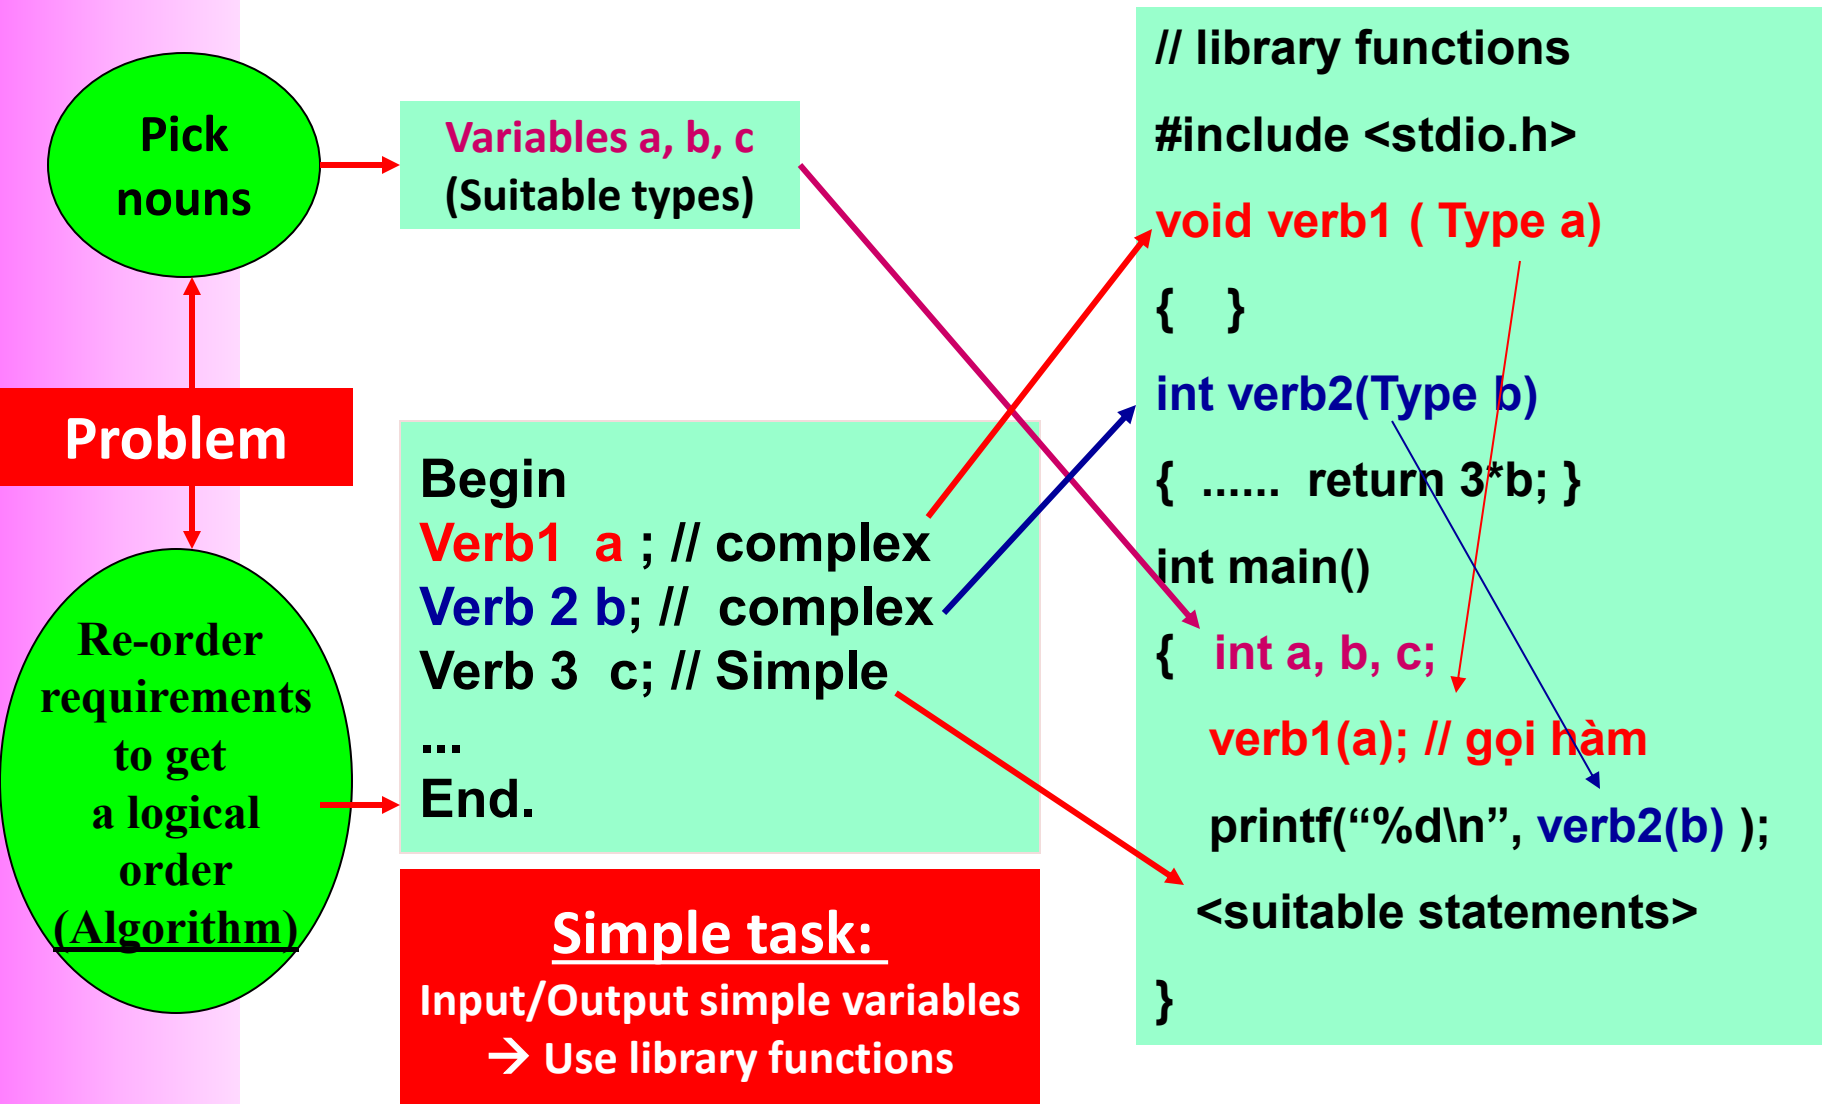 Pick
nouns
Variables a, b, c
(Suitable types)
Problem
Re-order
requirements
to get
a logical
order
(Algorithm)
Begin
Verb1 a ; // complex
Verb 2 b; // complex
Verb 3 c; // Simple
...
End.
Simple task:
Input/Output simple variables
→ Use library functions
// library functions
#include <stdio.h>
void verb1 ( Type a)
{ }
int verb2(Type b)
{ ...... return 3*b; }
int main()
{ int a, b, c;
verb1(a); // gọi hàm
printf(“%d\n”, verb2(b) );
<suitable statements>
}